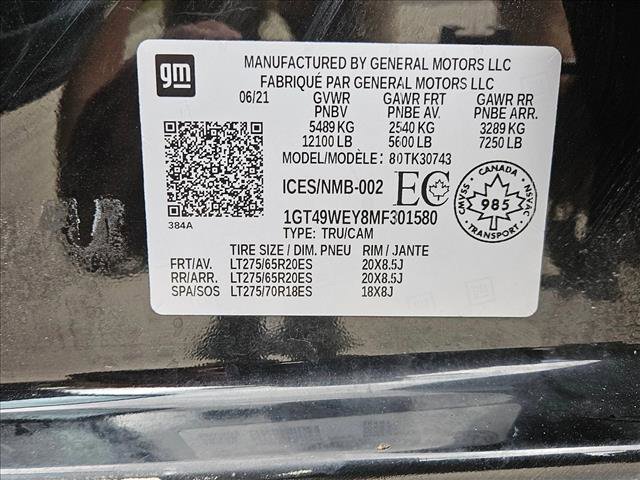 gm
MANUFACTURED BY GENERAL MOTORS LLC
FABRIQUÉ PAR GENERAL MOTORS LLC
06/21 GVWR GAWR FRT GAWR RR
PNBV PNBE AV. PNBE ARR.
5489 KG 2540 KG 3289 KG
12100 LB 5600 LB 7250 LB
MODEL/MODÈLE: 80TK30743
ICES/NMB-002 EC
CANADA
985
CMVSS
NSVAC
384A
1GT49WEY8MF301580
TYPE: TRU/CAM
TIRE SIZE / DIM. PNEU RIM / JANTE
FRT/AV. LT275/65R20ES 20X8.5J
RR/ARR. LT275/65R20ES 20X8.5J
SPA/SOS LT275/70R18ES 18X8J